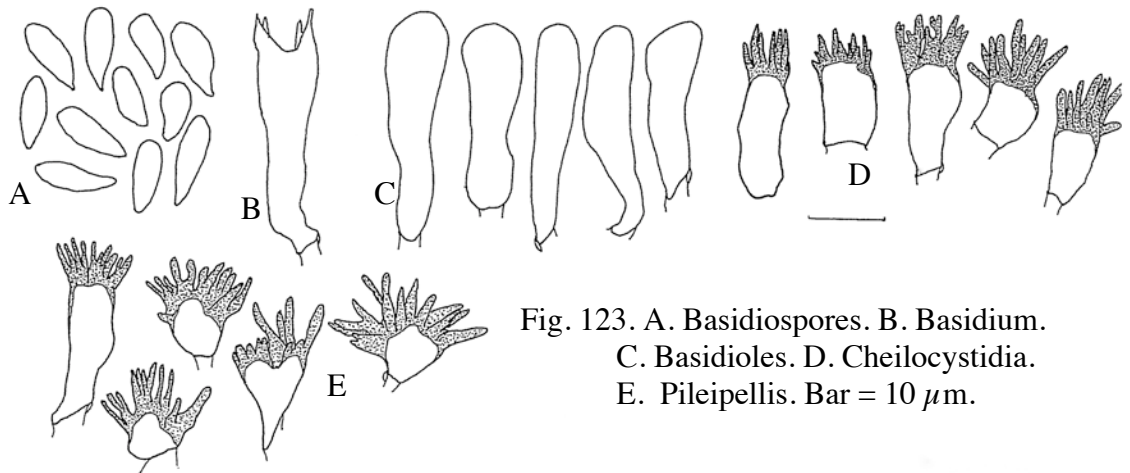 A
B
C
D
E
Fig. 123. A. Basidiospores. B. Basidium.
C. Basidioles. D. Cheilocystidia.
E. Pileipellis. Bar = 10 µm.